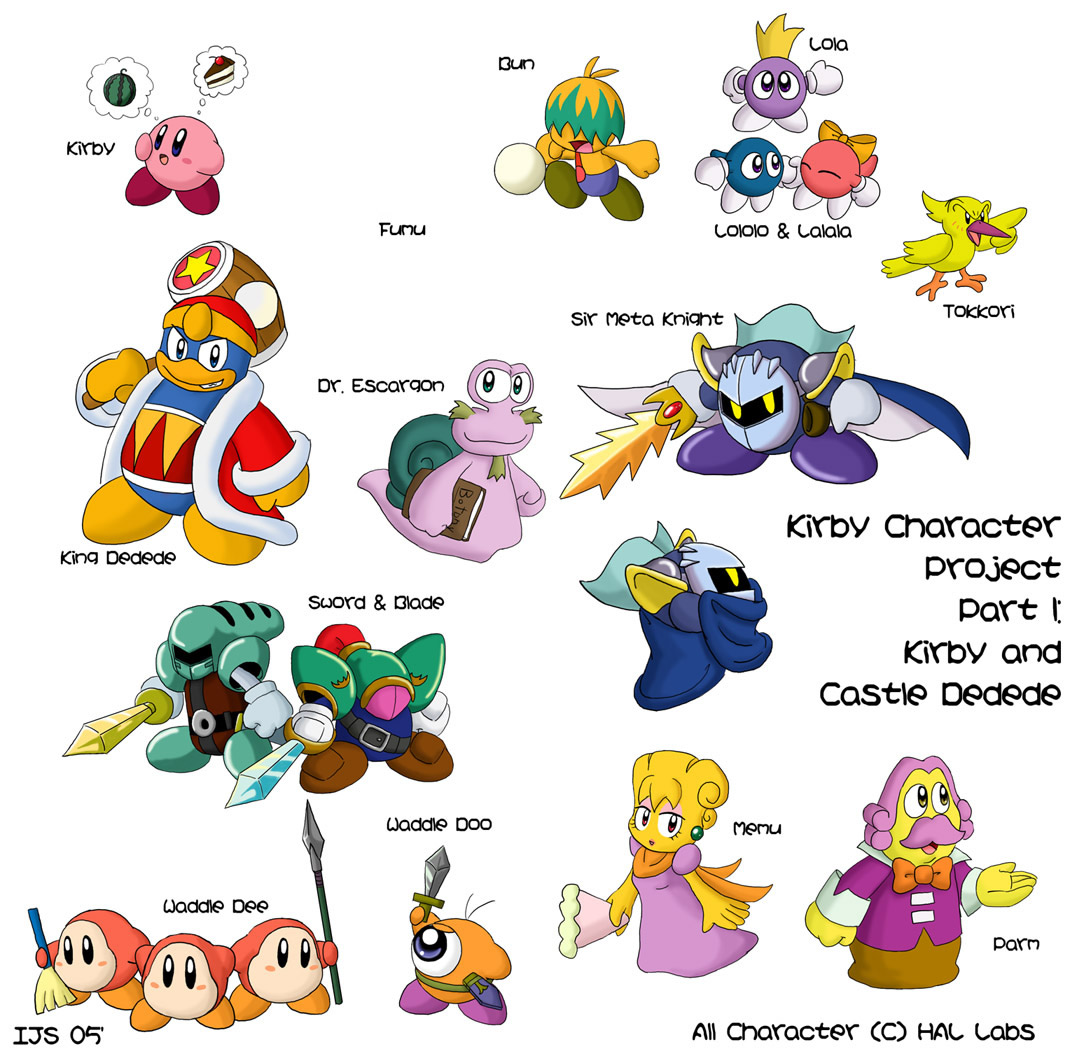 Lola
Bun
Kirby
Fumu
Lololo & Lalala
Tokkori
Sir Meta Knight
Dr. Escargon
Botany
King Dedede
Kirby Character
Project
Part 1:
Kirby and
Castle Dedede
Sword & Blade
Waddle Doo
Memu
Waddle Dee
Parm
IJS 05'
All Character (C) HAL Labs